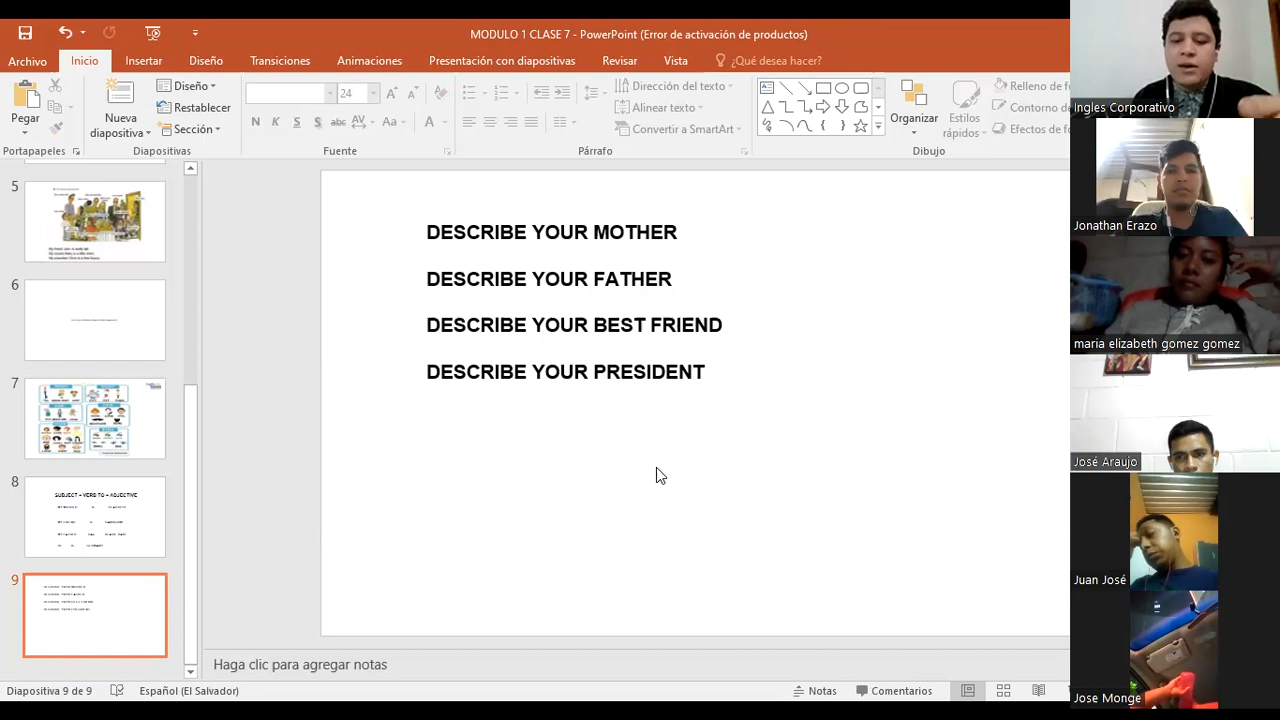 MODULO 1 CLASE 7 - PowerPoint (Error de activación de productos)
Archivo Inicio Insertar Diseño Transiciones Animaciones Presentación con diapositivas Revisar Vista ¿Qué desea hacer?
Pegar
Nueva diapositiva
Diseño
Restablecer
Sección
24
N K S S abc AV Aa A
Dirección del texto
Alinear texto
Convertir a SmartArt
Organizar
Estilos rápidos
Relleno de
Contorno de
Efectos de fo
Portapapeles Diapositivas Fuente Párrafo Dibujo
5
6
7
8
SUBJECT + VERB TO + ADJECTIVE
9
DESCRIBE YOUR MOTHER
DESCRIBE YOUR FATHER
DESCRIBE YOUR BEST FRIEND
DESCRIBE YOUR PRESIDENT
Haga clic para agregar notas
Diapositiva 9 de 9 Español (El Salvador) Notas Comentarios
Ingles Corporativo
Jonathan Erazo
maria elizabeth gomez gomez
José Araujo
Juan José
Jose Monge